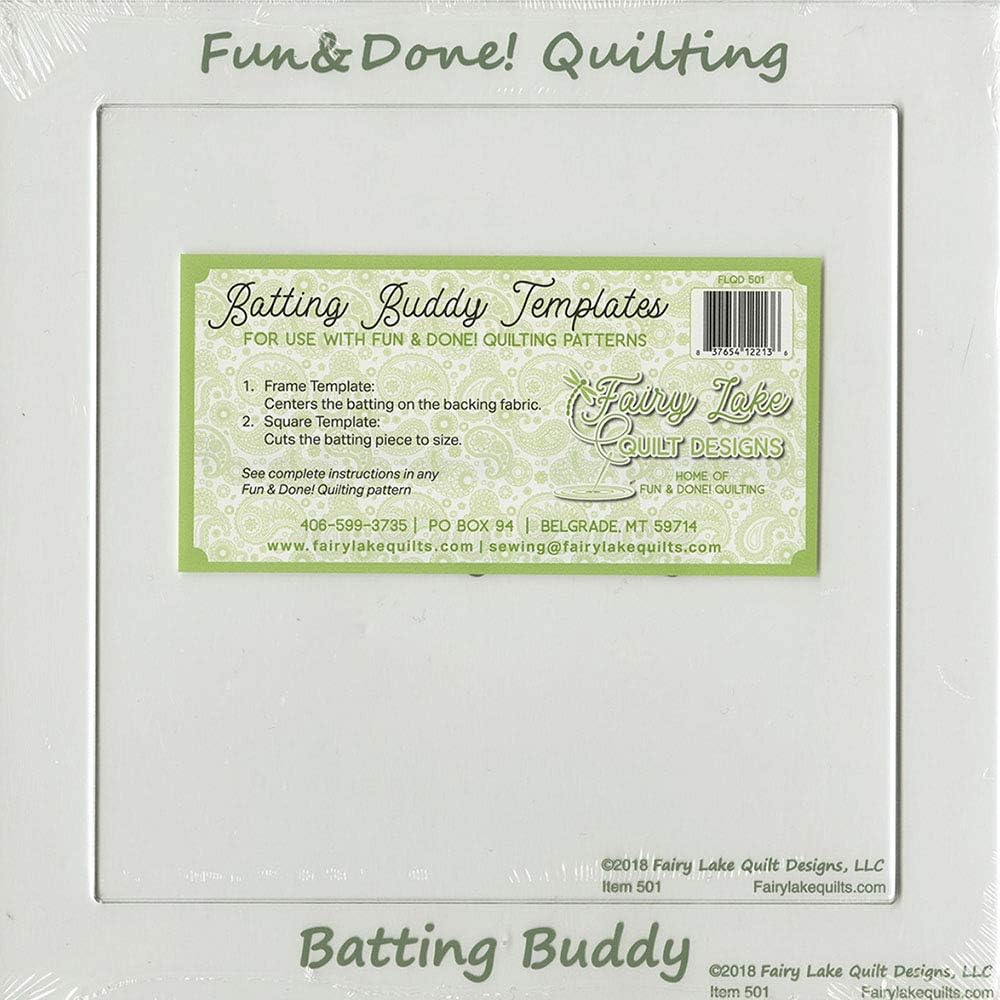 Fun&Done! Quilting
Batting Buddy Templates
FOR USE WITH FUN & DONE! QUILTING PATTERNS
FLQD 501
8 37654 12213 6
1. Frame Template:
Centers the batting on the backing fabric.
2. Square Template:
Cuts the batting piece to size.
See complete instructions in any
Fun & Done! Quilting pattern
Fairy Lake
QUILT DESIGNS
HOME OF
FUN & DONE! QUILTING
406-599-3735 | PO BOX 94 | BELGRADE, MT 59714
www.fairylakequilts.com | sewing@fairylakequilts.com
©2018 Fairy Lake Quilt Designs, LLC
Item 501 Fairylakequilts.com
Batting Buddy
©2018 Fairy Lake Quilt Designs, LLC
Item 501 Fairylakequilts.com